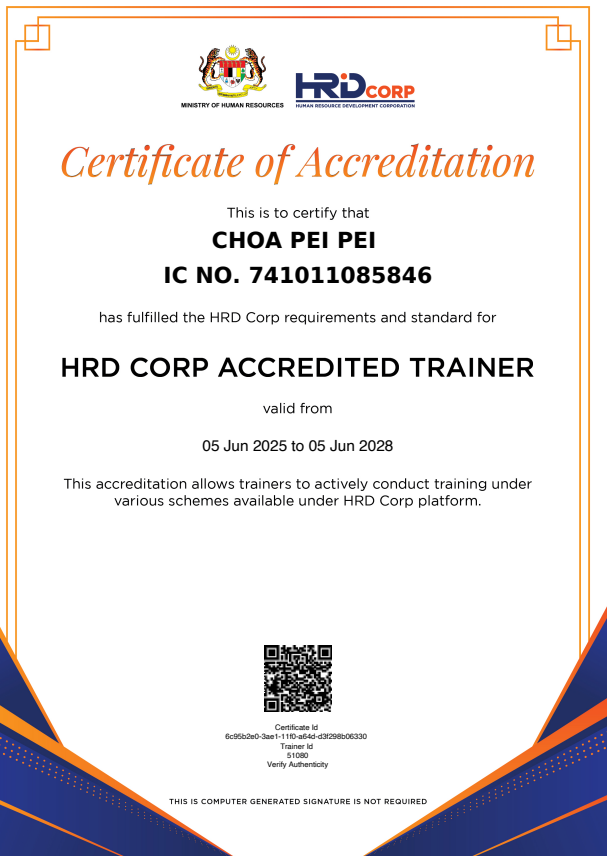 MINISTRY OF HUMAN RESOURCES
HRD CORP
HUMAN RESOURCE DEVELOPMENT CORPORATION
Certificate of Accreditation
This is to certify that
CHOA PEI PEI
IC NO. 741011085846
has fulfilled the HRD Corp requirements and standard for
HRD CORP ACCREDITED TRAINER
valid from
05 Jun 2025 to 05 Jun 2028
This accreditation allows trainers to actively conduct training under
various schemes available under HRD Corp platform.
Certificate Id
6c95b2e0-3ae1-11f0-a64d-d3f298b06330
Trainer Id
51080
Verify Authenticity
THIS IS COMPUTER GENERATED SIGNATURE IS NOT REQUIRED